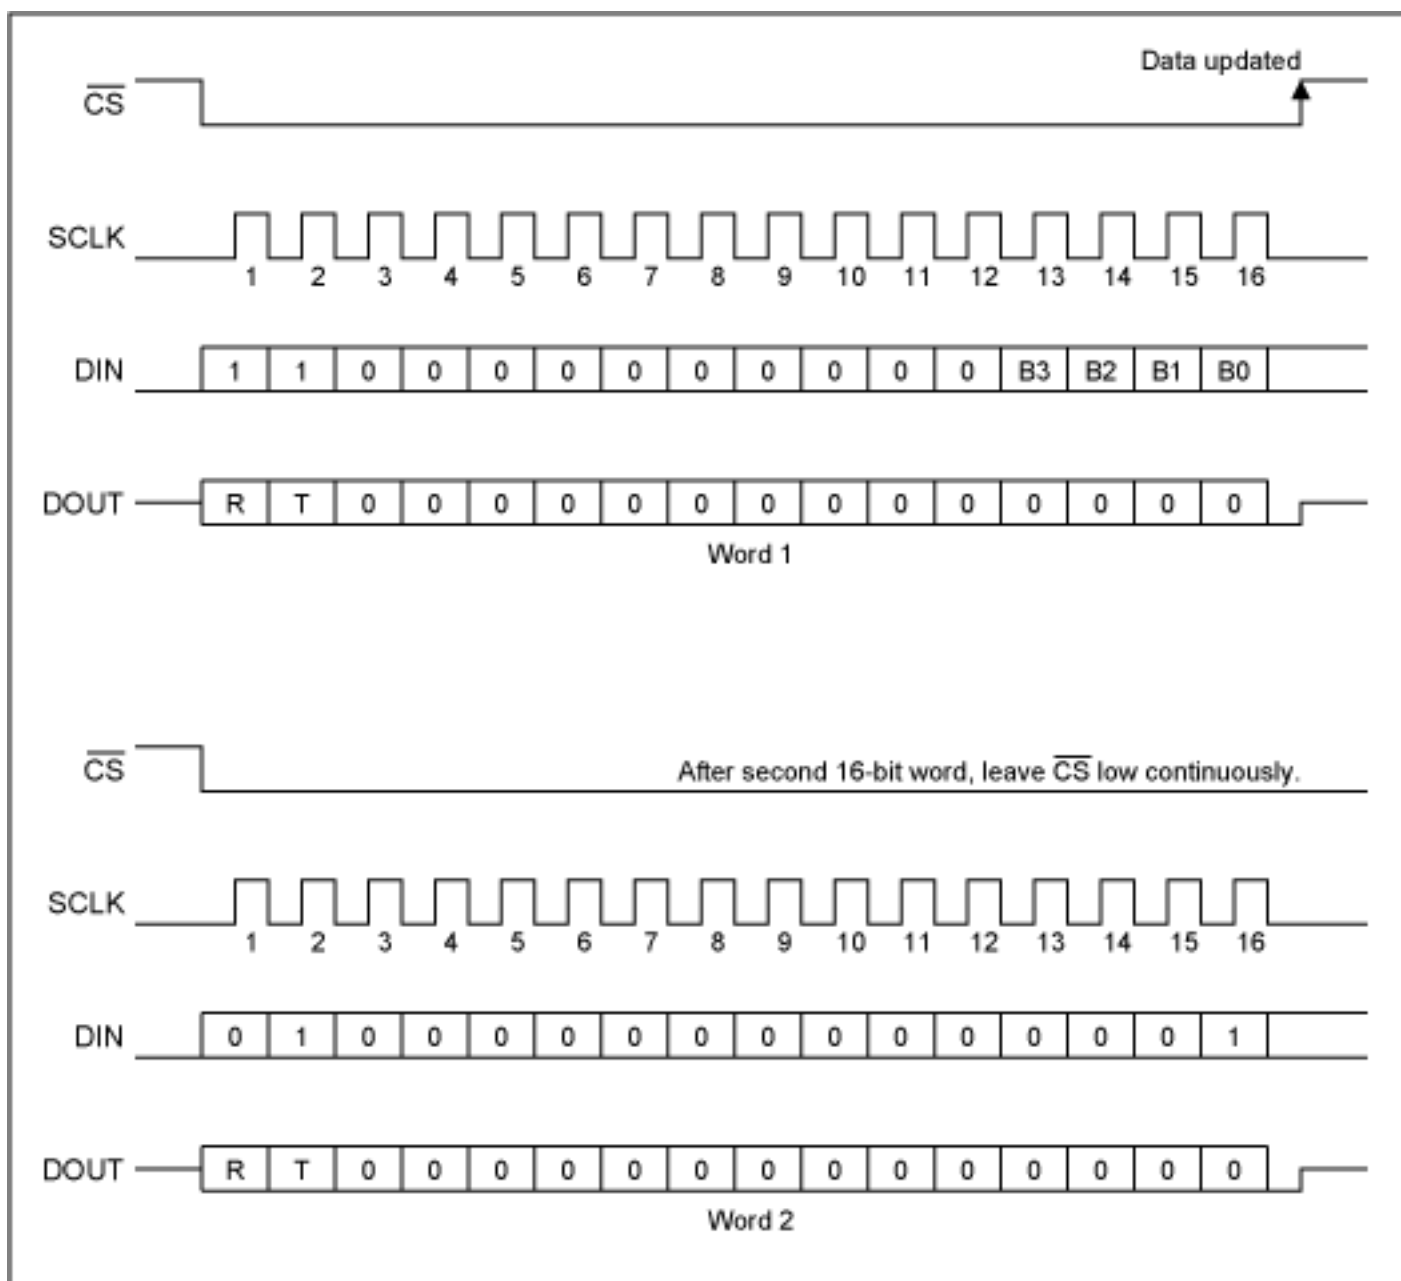 Data updated
CS
SCLK
1 2 3 4 5 6 7 8 9 10 11 12 13 14 15 16
DIN 1 1 0 0 0 0 0 0 0 0 0 0 B3 B2 B1 B0
DOUT R T 0 0 0 0 0 0 0 0 0 0 0 0 0 0
Word 1
CS After second 16-bit word, leave CS low continuously.
SCLK
1 2 3 4 5 6 7 8 9 10 11 12 13 14 15 16
DIN 0 1 0 0 0 0 0 0 0 0 0 0 0 0 0 1
DOUT R T 0 0 0 0 0 0 0 0 0 0 0 0 0 0
Word 2